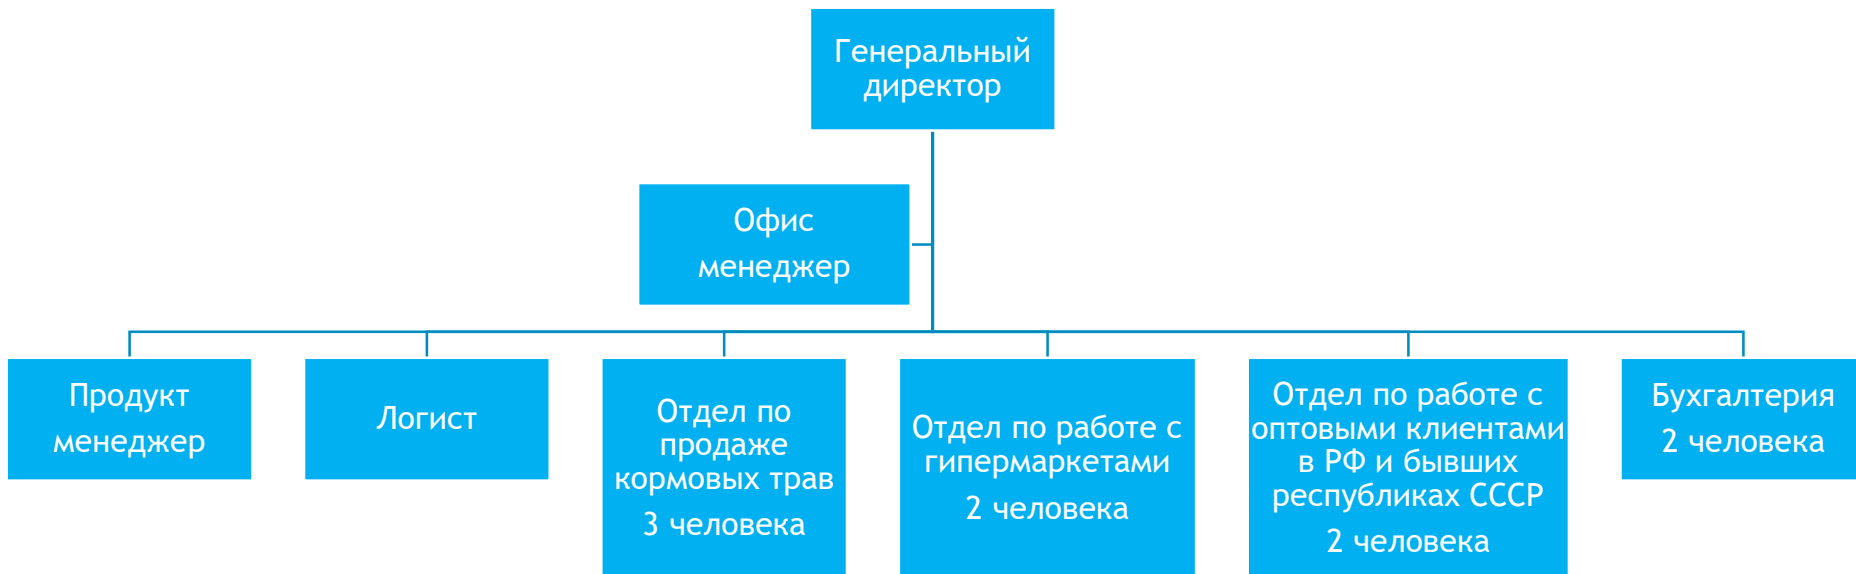 Генеральный
директор
Офис
менеджер
Продукт
менеджер
Логист
Отдел по
продаже
кормовых трав
3 человека
Отдел по работе с
гипермаркетами
2 человека
Отдел по работе с
оптовыми клиентами
в РФ и бывших
республиках СССР
2 человека
Бухгалтерия
2 человека